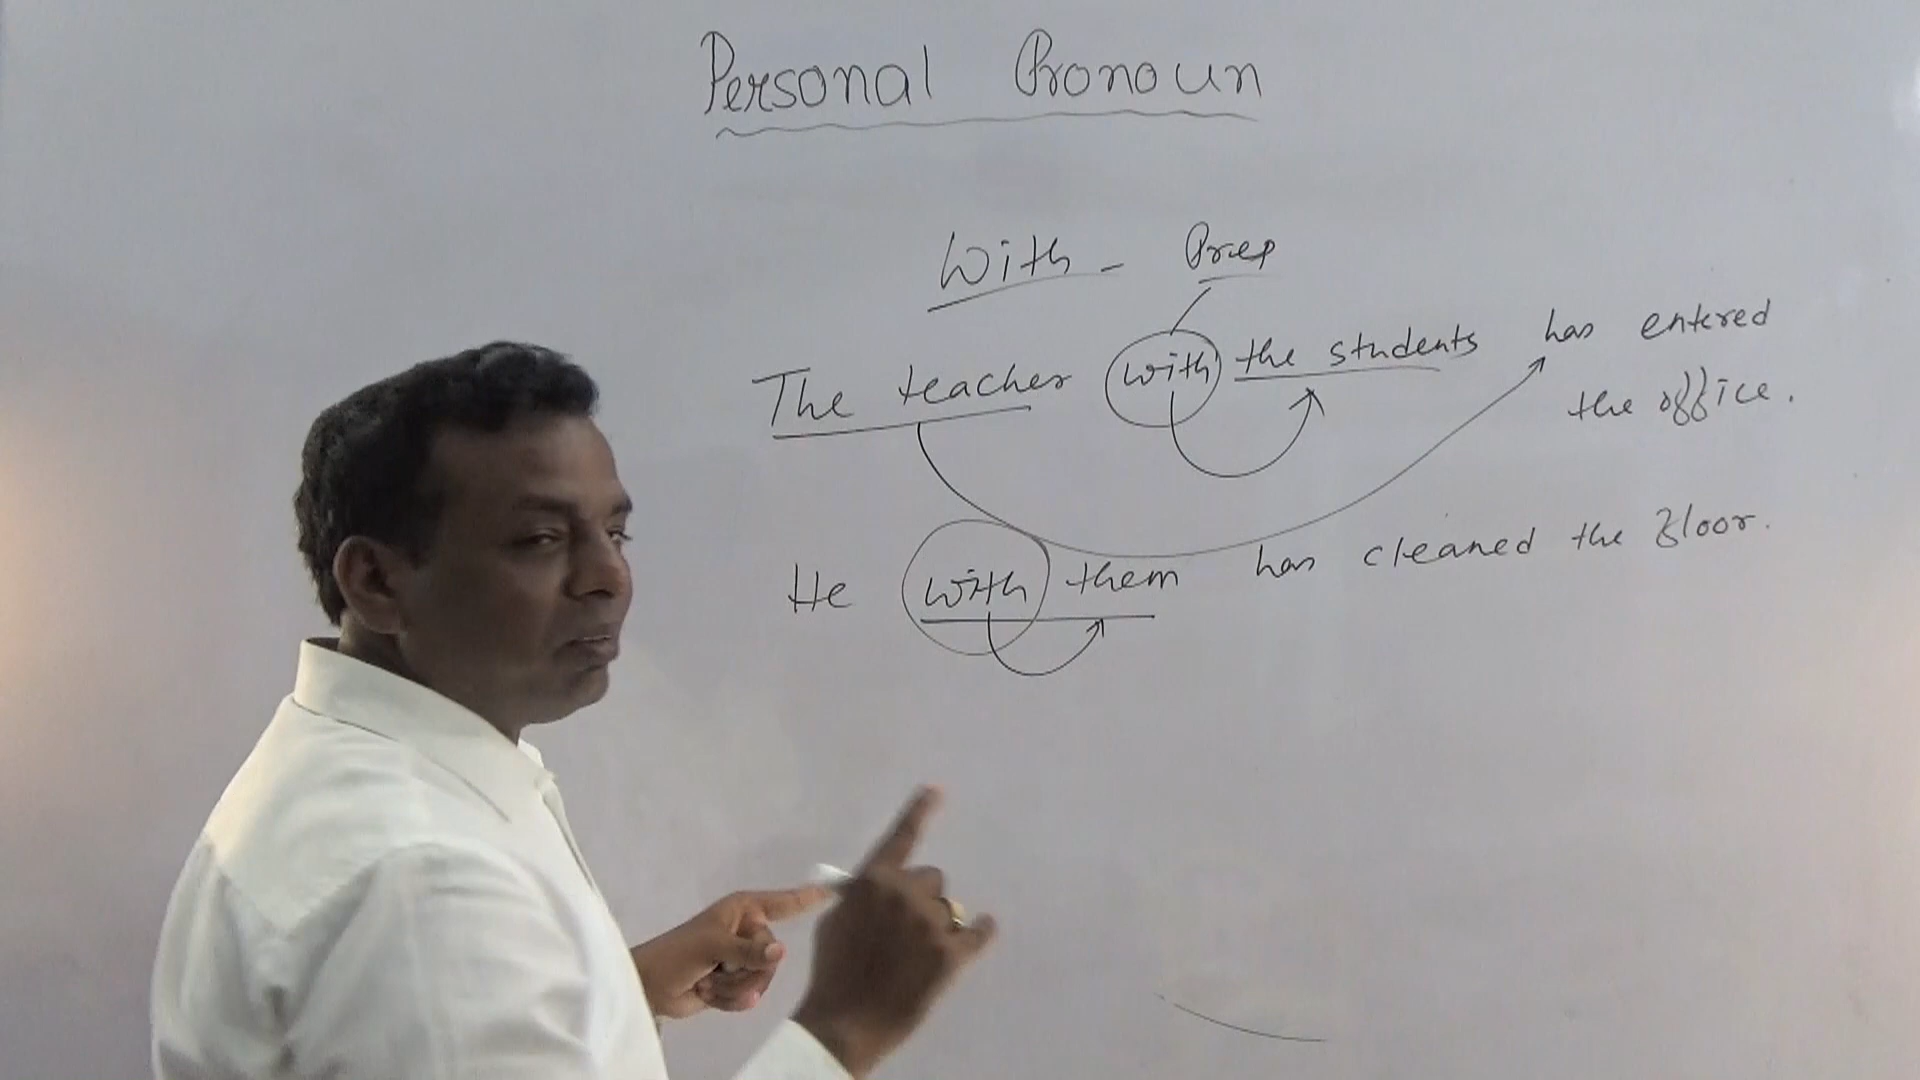 Personal Pronoun
With - Prep
The teacher with the students has entered
the office.
He with them has cleaned the floor.